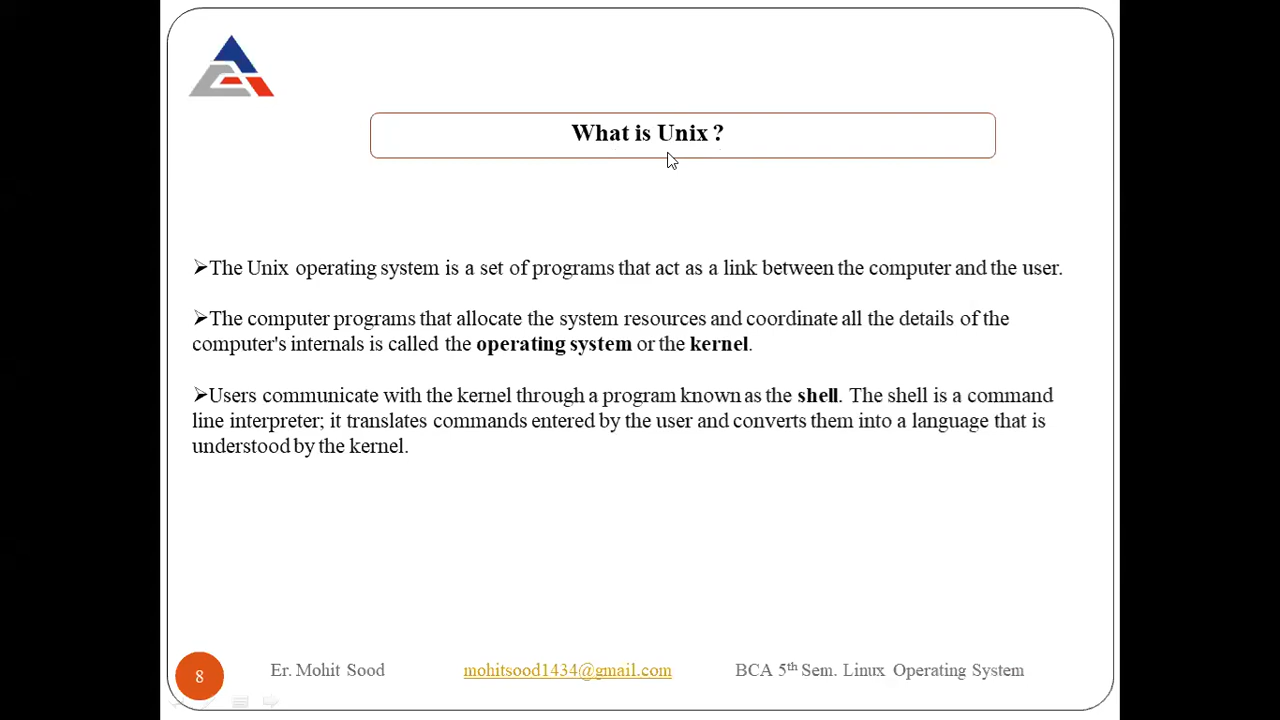 What is Unix ?
➢The Unix operating system is a set of programs that act as a link between the computer and the user.
➢The computer programs that allocate the system resources and coordinate all the details of the
computer's internals is called the operating system or the kernel.
➢Users communicate with the kernel through a program known as the shell. The shell is a command
line interpreter; it translates commands entered by the user and converts them into a language that is
understood by the kernel.
8 Er. Mohit Sood mohitsood1434@gmail.com BCA 5th Sem. Linux Operating System